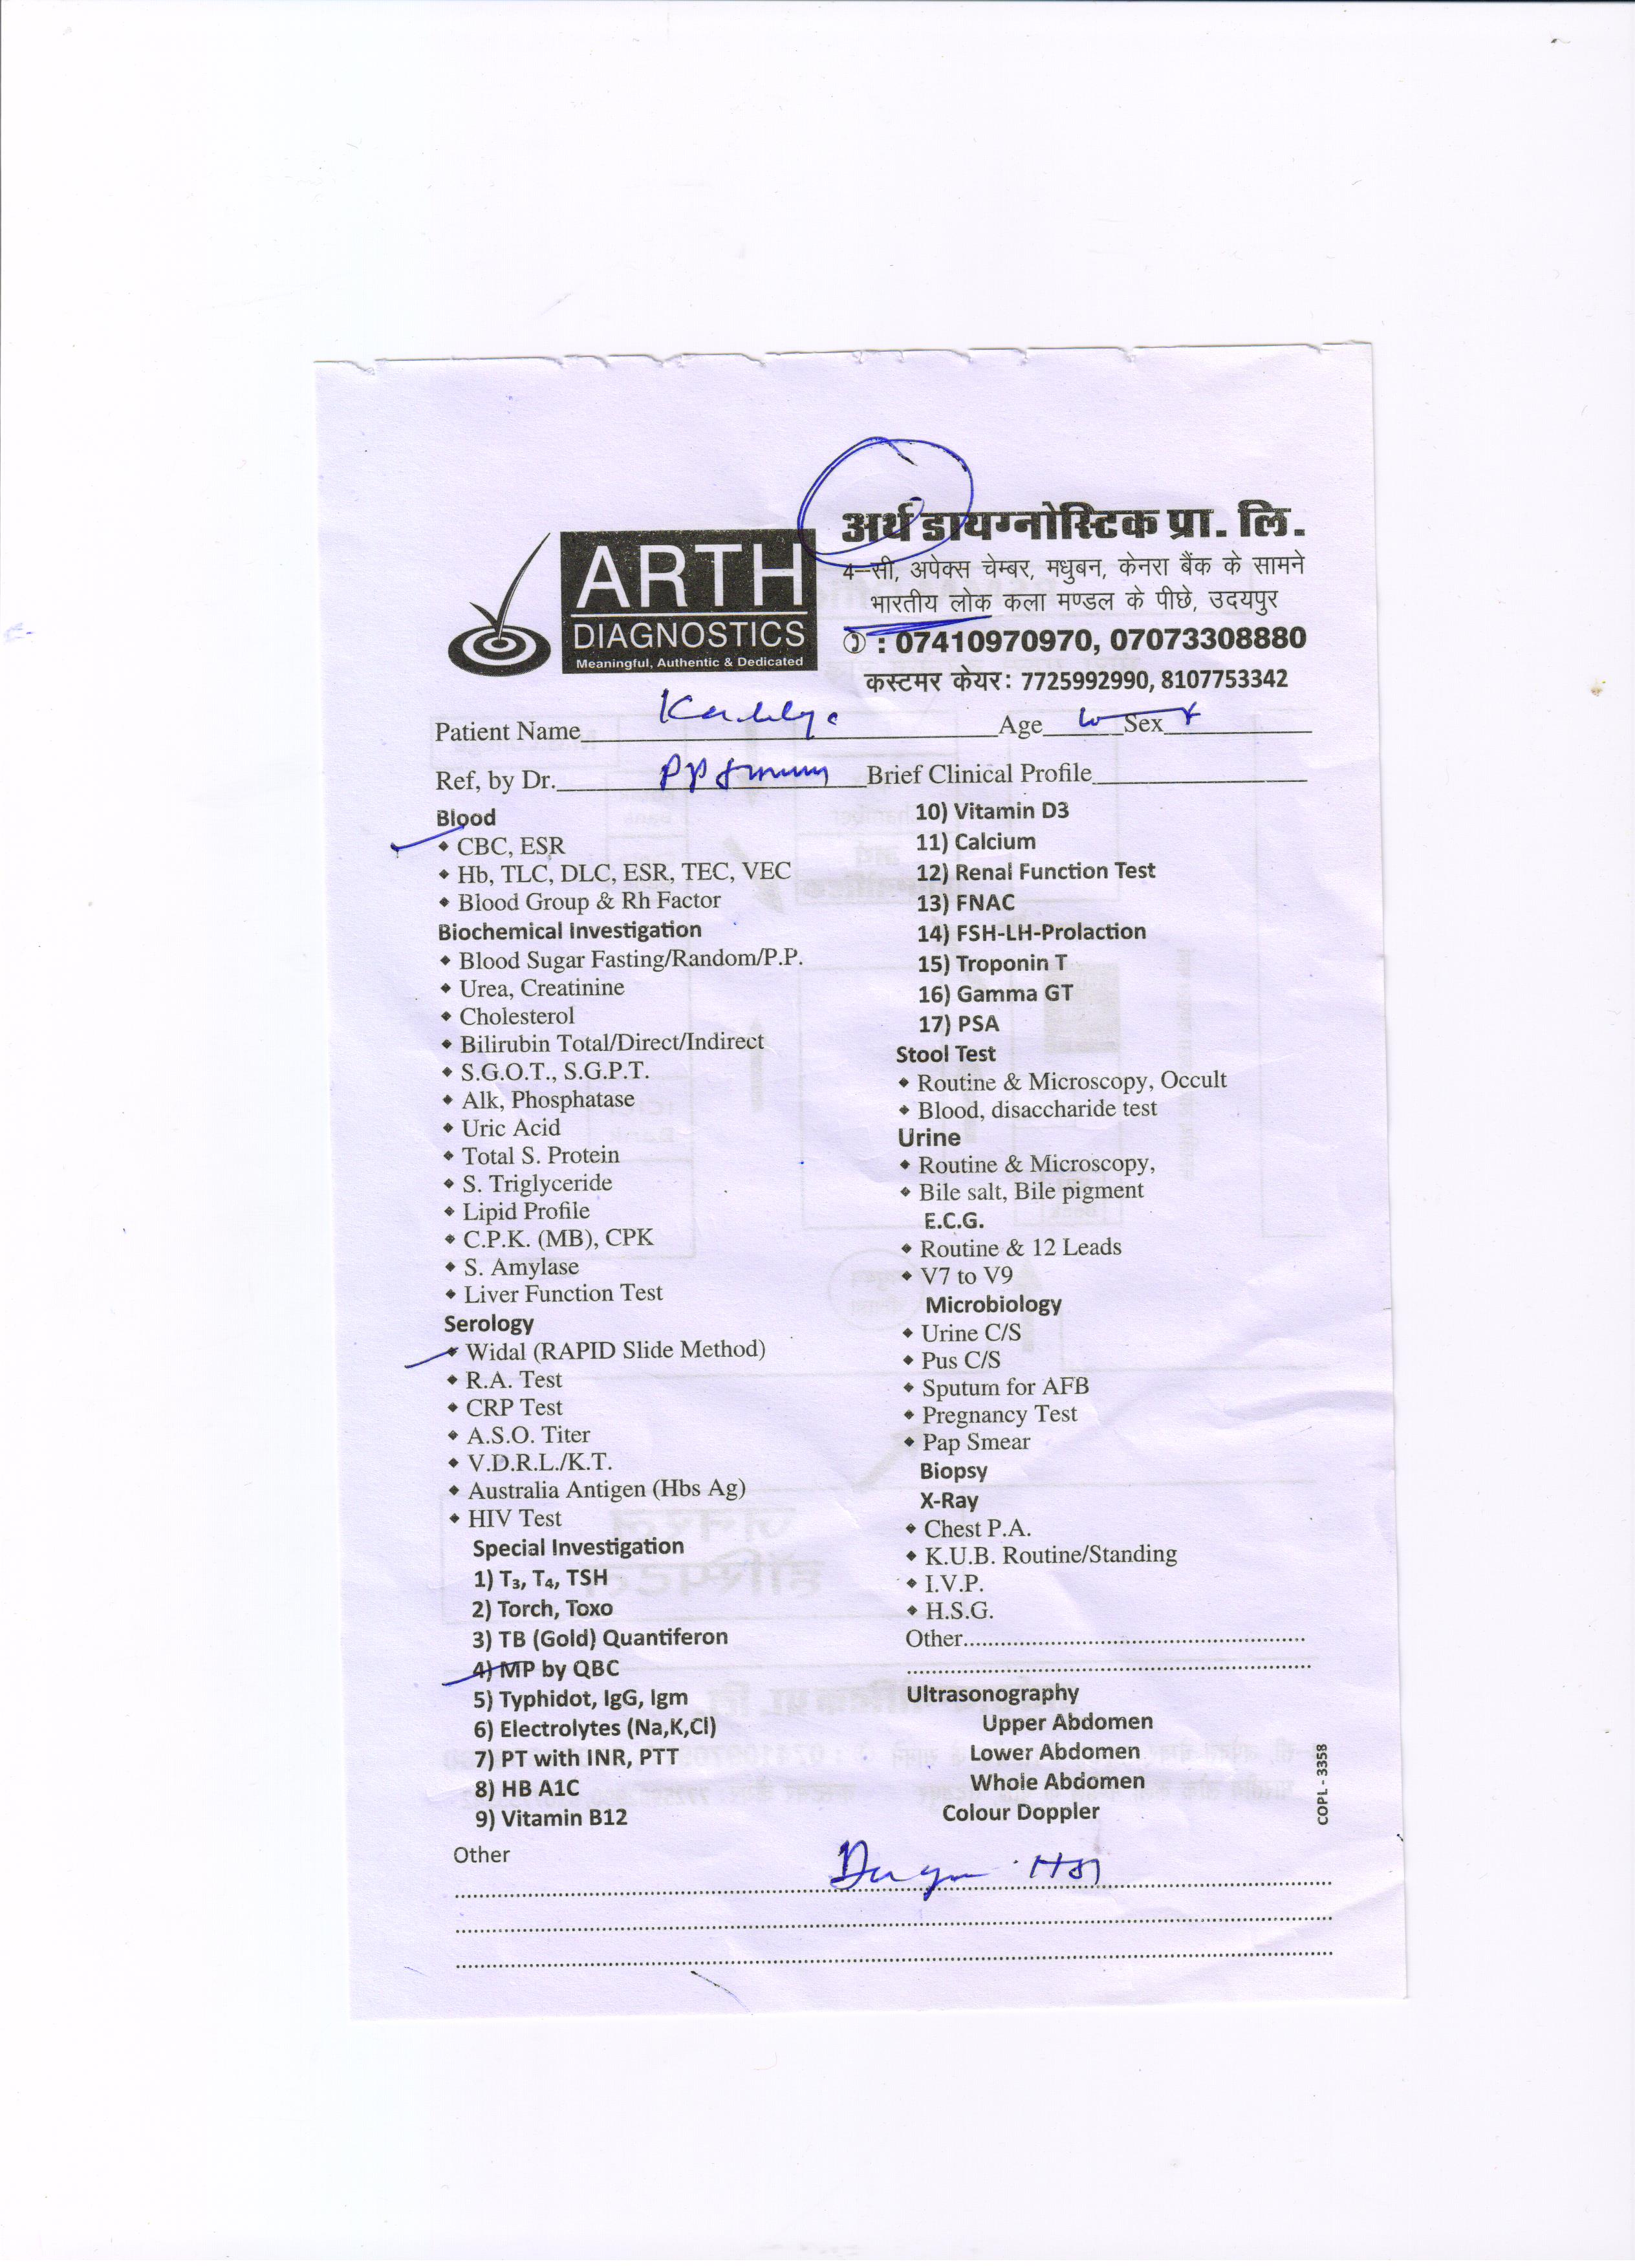 अर्थ डायग्नोस्टिक प्रा. लि.
ARTH
DIAGNOSTICS
Meaningful, Authentic & Dedicated
4-सी, अपेक्स चेम्बर, मधुबन, केनरा बैंक के सामने
भारतीय लोक कला मण्डल के पीछे, उदयपुर
: 07410970970, 07073308880
कस्टमर केयर: 7725992990, 8107753342
Patient Name Age Sex
Ref, by Dr. Brief Clinical Profile
Blood
CBC, ESR
Hb, TLC, DLC, ESR, TEC, VEC
Blood Group & Rh Factor
Biochemical Investigation
Blood Sugar Fasting/Random/P.P.
Urea, Creatinine
Cholesterol
Bilirubin Total/Direct/Indirect
S.G.O.T., S.G.P.T.
Alk, Phosphatase
Uric Acid
Total S. Protein
S. Triglyceride
Lipid Profile
C.P.K. (MB), CPK
S. Amylase
Liver Function Test
Serology
Widal (RAPID Slide Method)
R.A. Test
CRP Test
A.S.O. Titer
V.D.R.L./K.T.
Australia Antigen (Hbs Ag)
HIV Test
Special Investigation
1) T₃, T₄, TSH
2) Torch, Toxo
3) TB (Gold) Quantiferon
4) MP by QBC
5) Typhidot, IgG, Igm
6) Electrolytes (Na,K,Cl)
7) PT with INR, PTT
8) HB A1C
9) Vitamin B12
10) Vitamin D3
11) Calcium
12) Renal Function Test
13) FNAC
14) FSH-LH-Prolaction
15) Troponin T
16) Gamma GT
17) PSA
Stool Test
Routine & Microscopy, Occult
Blood, disaccharide test
Urine
Routine & Microscopy,
Bile salt, Bile pigment
E.C.G.
Routine & 12 Leads
V7 to V9
Microbiology
Urine C/S
Pus C/S
Sputum for AFB
Pregnancy Test
Pap Smear
Biopsy
X-Ray
Chest P.A.
K.U.B. Routine/Standing
I.V.P.
H.S.G.
Other
Ultrasonography
Upper Abdomen
Lower Abdomen
Whole Abdomen
Colour Doppler
COPL - 3358
Other